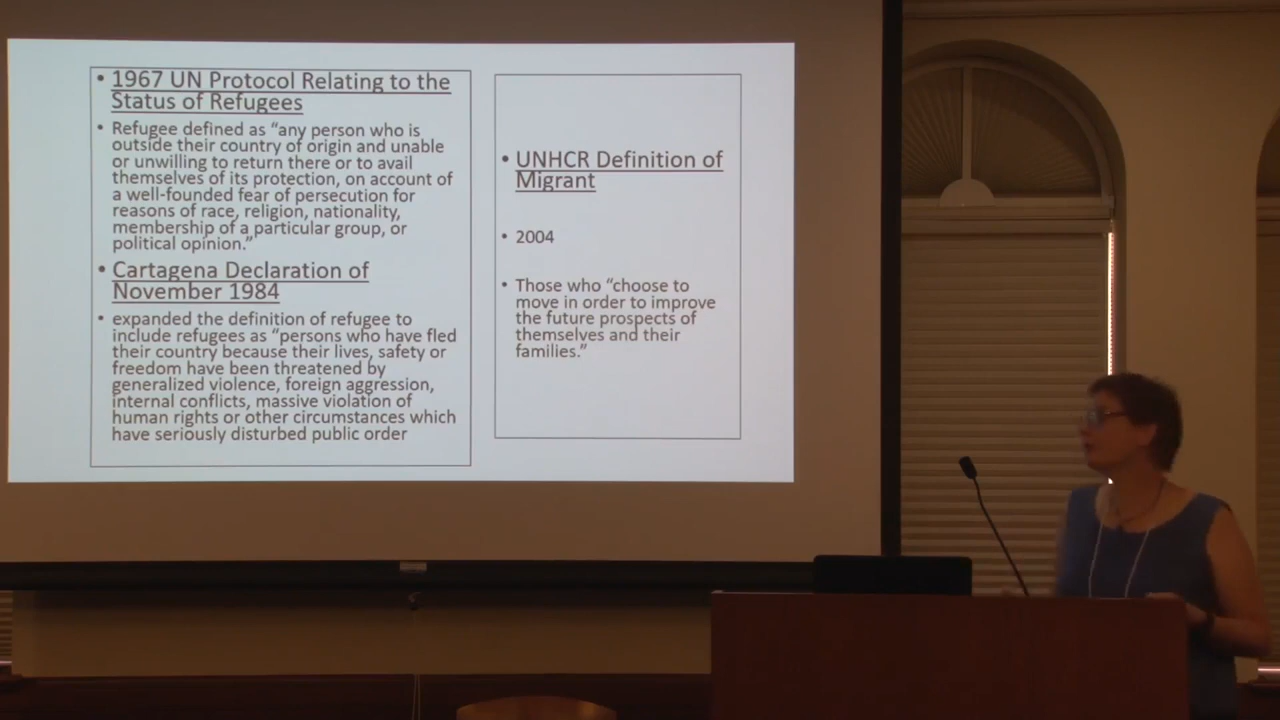 • 1967 UN Protocol Relating to the
Status of Refugees
• Refugee defined as “any person who is
outside their country of origin and unable
or unwilling to return there or to avail
themselves of its protection, on account of
a well-founded fear of persecution for
reasons of race, religion, nationality,
membership of a particular group, or
political opinion.”
• Cartagena Declaration of
November 1984
• expanded the definition of refugee to
include refugees as “persons who have fled
their country because their lives, safety or
freedom have been threatened by
generalized violence, foreign aggression,
internal conflicts, massive violation of
human rights or other circumstances which
have seriously disturbed public order
• UNHCR Definition of
Migrant
• 2004
• Those who “choose to
move in order to improve
the future prospects of
themselves and their
families.”